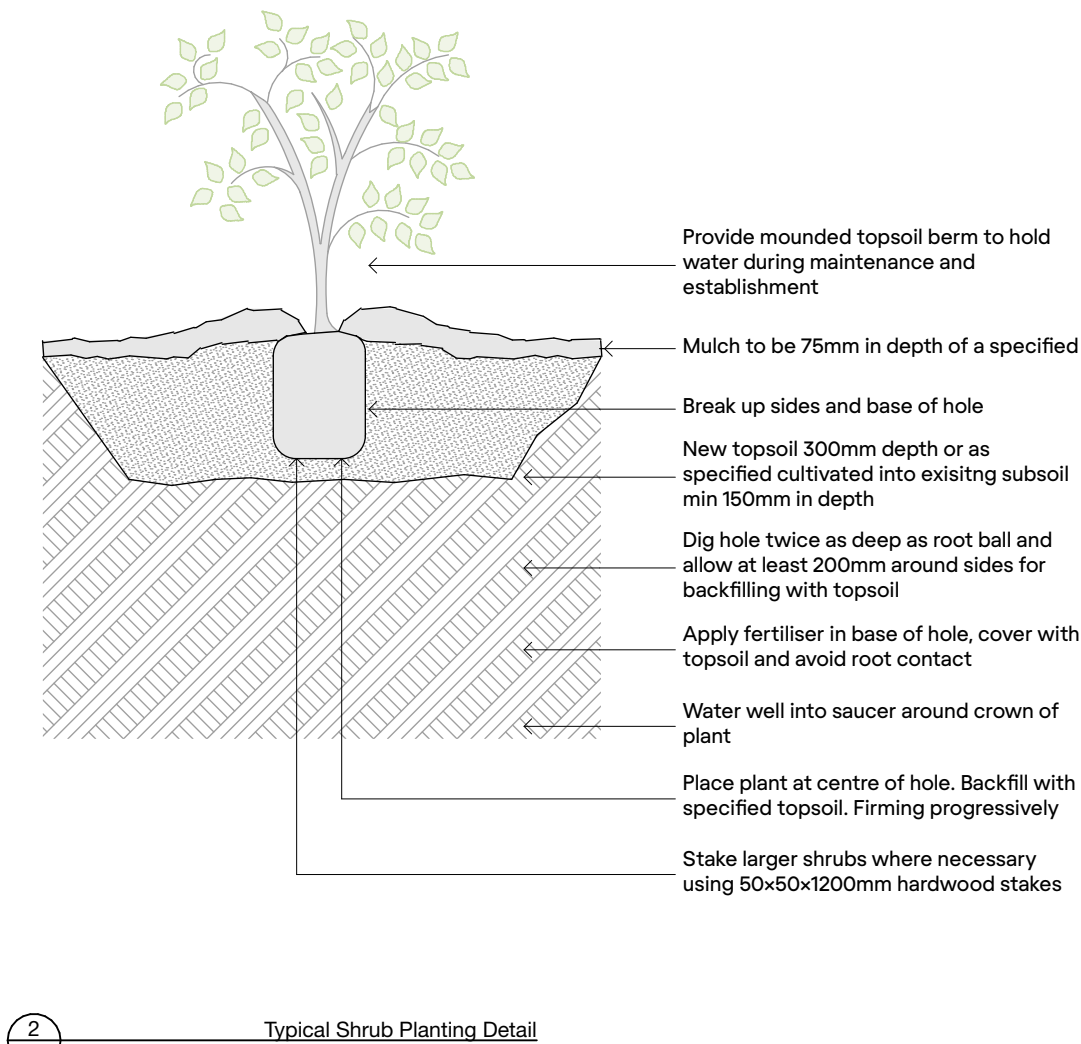 Provide mounded topsoil berm to hold
water during maintenance and
establishment
Mulch to be 75mm in depth of a specified
Break up sides and base of hole
New topsoil 300mm depth or as
specified cultivated into exisitng subsoil
min 150mm in depth
Dig hole twice as deep as root ball and
allow at least 200mm around sides for
backfilling with topsoil
Apply fertiliser in base of hole, cover with
topsoil and avoid root contact
Water well into saucer around crown of
plant
Place plant at centre of hole. Backfill with
specified topsoil. Firming progressively
Stake larger shrubs where necessary
using 50×50×1200mm hardwood stakes
2
Typical Shrub Planting Detail